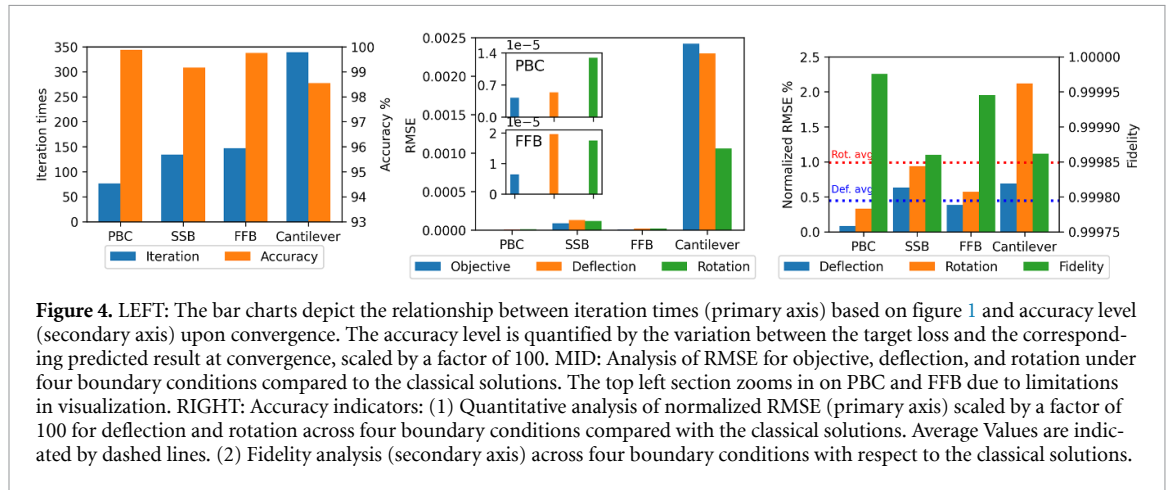 350
300
250
200
150
100
50
0
Iteration times
100
99
98
97
96
95
94
93
Accuracy %
PBC SSB FFB Cantilever
Iteration Accuracy
0.0025
0.0020
0.0015
0.0010
0.0005
0.0000
RMSE
1e−5
1.4
0.7
0.0
PBC
1e−5
2
1
0
FFB
PBC SSB FFB Cantilever
Objective Deflection Rotation
2.5
2.0
1.5
1.0
0.5
0.0
Normalized RMSE %
Rot. avg
Def. avg
1.00000
0.99995
0.99990
0.99985
0.99980
0.99975
Fidelity
PBC SSB FFB Cantilever
Deflection Rotation Fidelity
Figure 4. LEFT: The bar charts depict the relationship between iteration times (primary axis) based on figure 1 and accuracy level
(secondary axis) upon convergence. The accuracy level is quantified by the variation between the target loss and the correspond-
ing predicted result at convergence, scaled by a factor of 100. MID: Analysis of RMSE for objective, deflection, and rotation under
four boundary conditions compared to the classical solutions. The top left section zooms in on PBC and FFB due to limitations
in visualization. RIGHT: Accuracy indicators: (1) Quantitative analysis of normalized RMSE (primary axis) scaled by a factor of
100 for deflection and rotation across four boundary conditions compared with the classical solutions. Average Values are indic-
ated by dashed lines. (2) Fidelity analysis (secondary axis) across four boundary conditions with respect to the classical solutions.